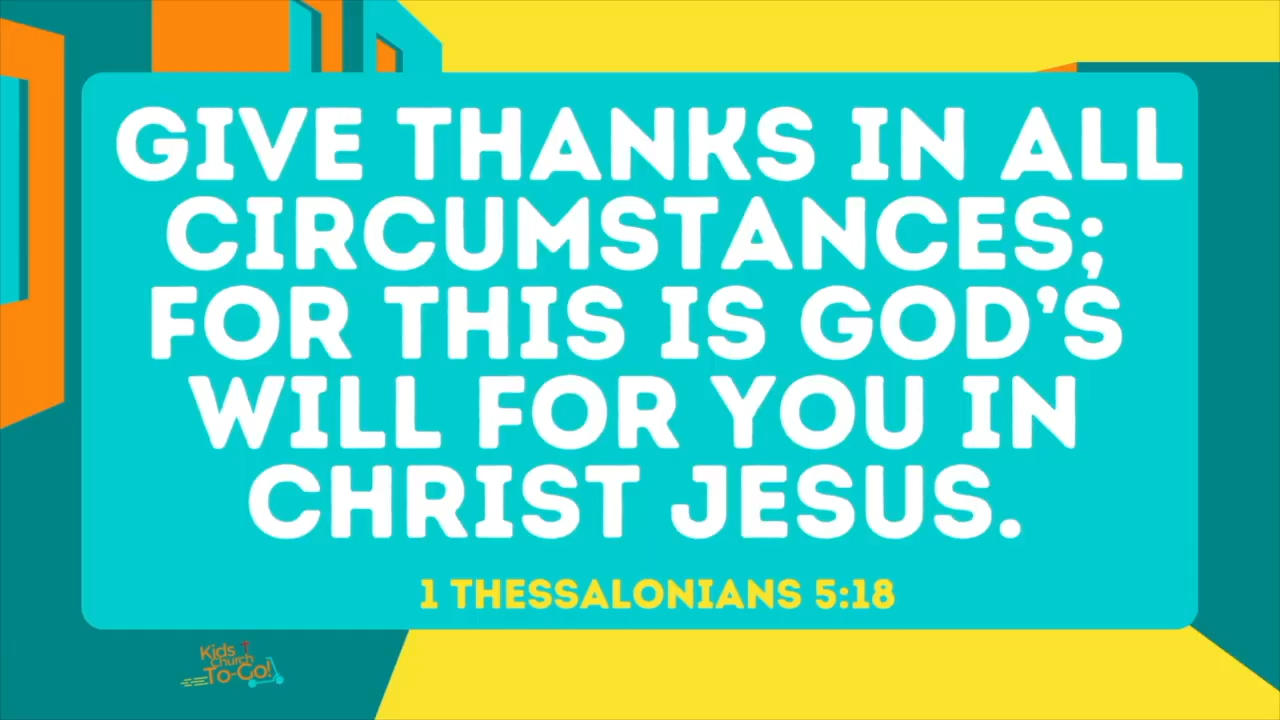 GIVE THANKS IN ALL
CIRCUMSTANCES;
FOR THIS IS GOD’S
WILL FOR YOU IN
CHRIST JESUS.
1 THESSALONIANS 5:18
Kids
Church
To-Go!